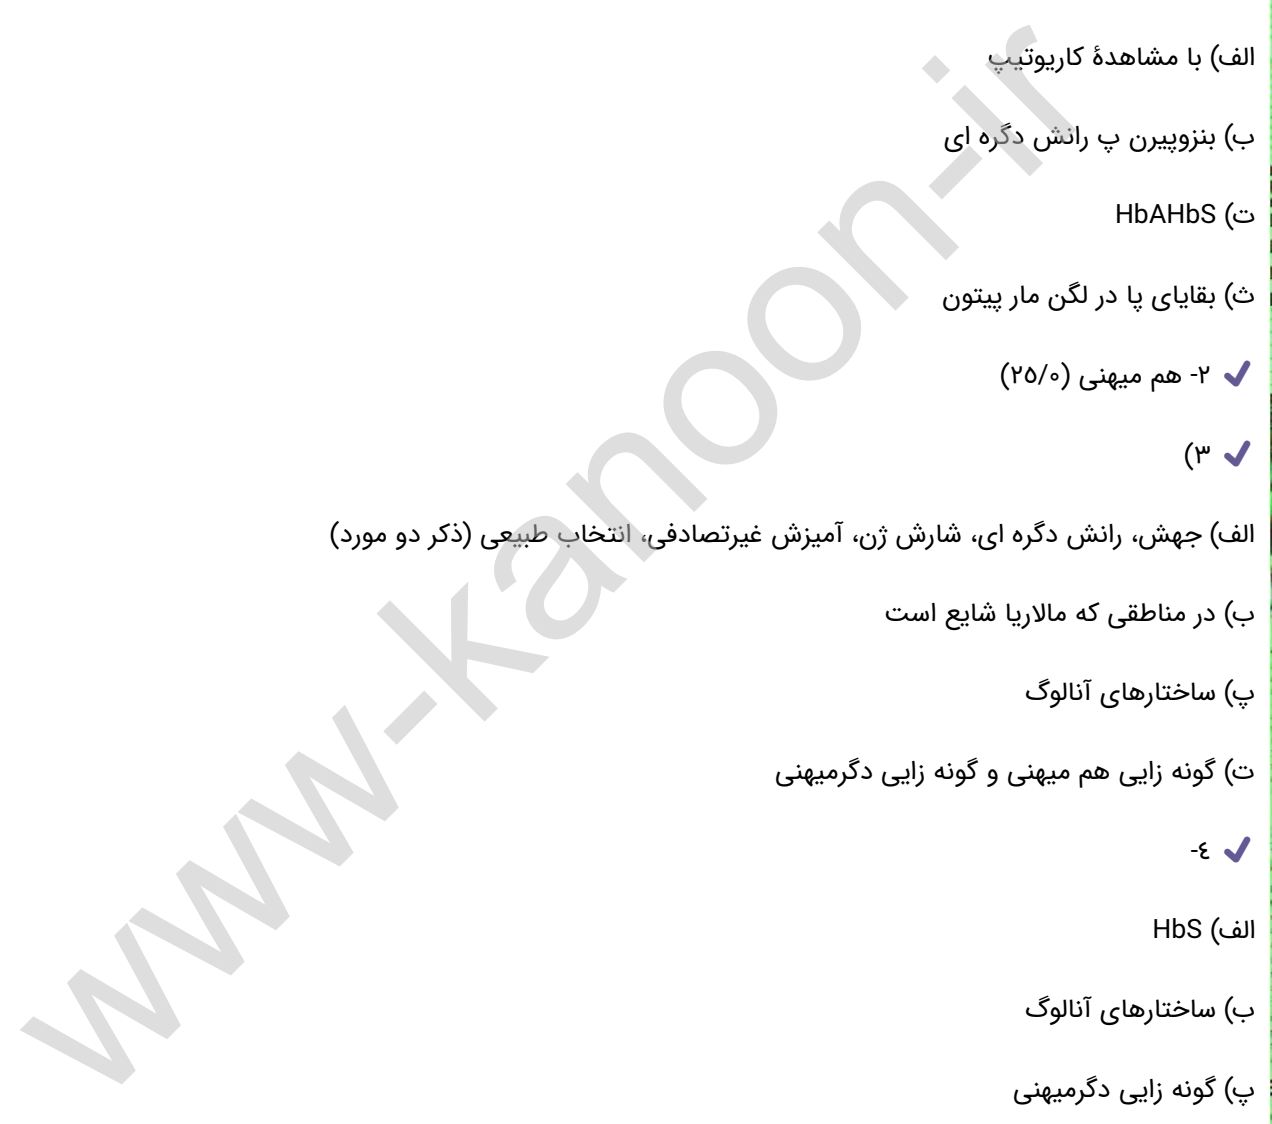 الف) با مشاهدهٔ کاریوتیپ
ب) بنزوپیرن پ رانش دگره ای
ت) HbAHbS
ث) بقایای پا در لگن مار پیتون
۲- هم میهنی (۲۵/۰)
۳)
الف) جهش، رانش دگره ای، شارش ژن، آمیزش غیرتصادفی، انتخاب طبیعی (ذکر دو مورد)
ب) در مناطقی که مالاریا شایع است
پ) ساختارهای آنالوگ
ت) گونه زایی هم میهنی و گونه زایی دگرمیهنی
٤-
الف) HbS
ب) ساختارهای آنالوگ
پ) گونه زایی دگرمیهنی
www-kanoon-ir